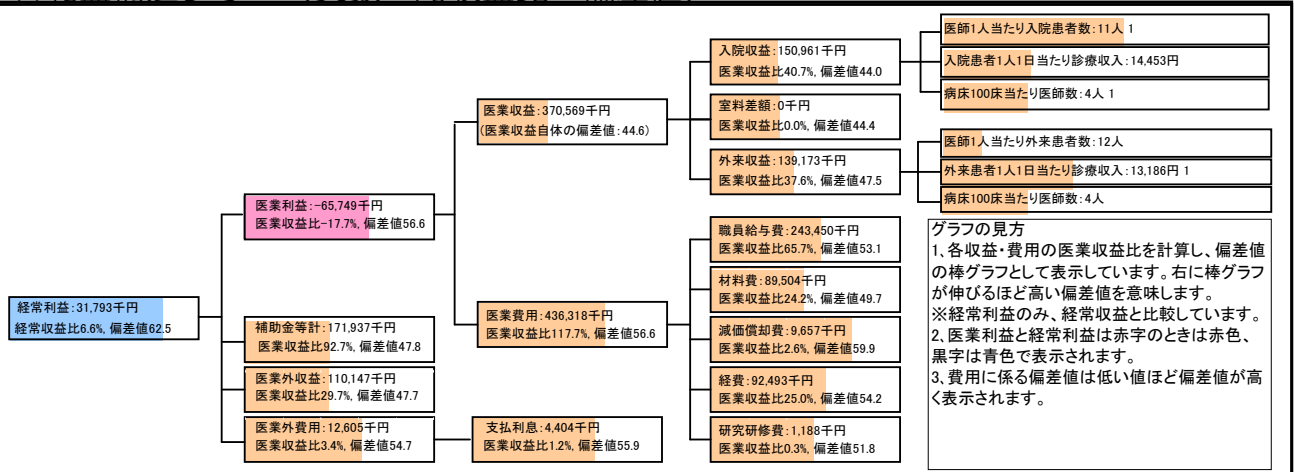 経常利益:31,793千円
経常収益比6.6%, 偏差値62.5
医業利益:-65,749千円
医業収益比-17.7%, 偏差値56.6
補助金等計:171,937千円
医業収益比92.7%, 偏差値47.8
医業外収益:110,147千円
医業収益比29.7%, 偏差値47.7
医業外費用:12,605千円
医業収益比3.4%, 偏差値54.7
医業収益:370,569千円
(医業収益自体の偏差値:44.6)
医業費用:436,318千円
医業収益比117.7%, 偏差値56.6
支払利息:4,404千円
医業収益比1.2%, 偏差値55.9
入院収益:150,961千円
医業収益比40.7%, 偏差値44.0
室料差額:0千円
医業収益比0.0%, 偏差値44.4
外来収益:139,173千円
医業収益比37.6%, 偏差値47.5
職員給与費:243,450千円
医業収益比65.7%, 偏差値53.1
材料費:89,504千円
医業収益比24.2%, 偏差値49.7
減価償却費:9,657千円
医業収益比2.6%, 偏差値59.9
経費:92,493千円
医業収益比25.0%, 偏差値54.2
研究研修費:1,188千円
医業収益比0.3%, 偏差値51.8
医師1人当たり入院患者数:11人 1
入院患者1人1日当たり診療収入:14,453円
病床100床当たり医師数:4人 1
医師1人当たり外来患者数:12人
外来患者1人1日当たり診療収入:13,186円 1
病床100床当たり医師数:4人
グラフの見方
1、各収益・費用の医業収益比を計算し、偏差値
の棒グラフとして表示しています。右に棒グラフ
が伸びるほど高い偏差値を意味します。
※経常利益のみ、経常収益と比較しています。
2、医業利益と経常利益は赤字のときは赤色、
黒字は青色で表示されます。
3、費用に係る偏差値は低い値ほど偏差値が高
く表示されます。